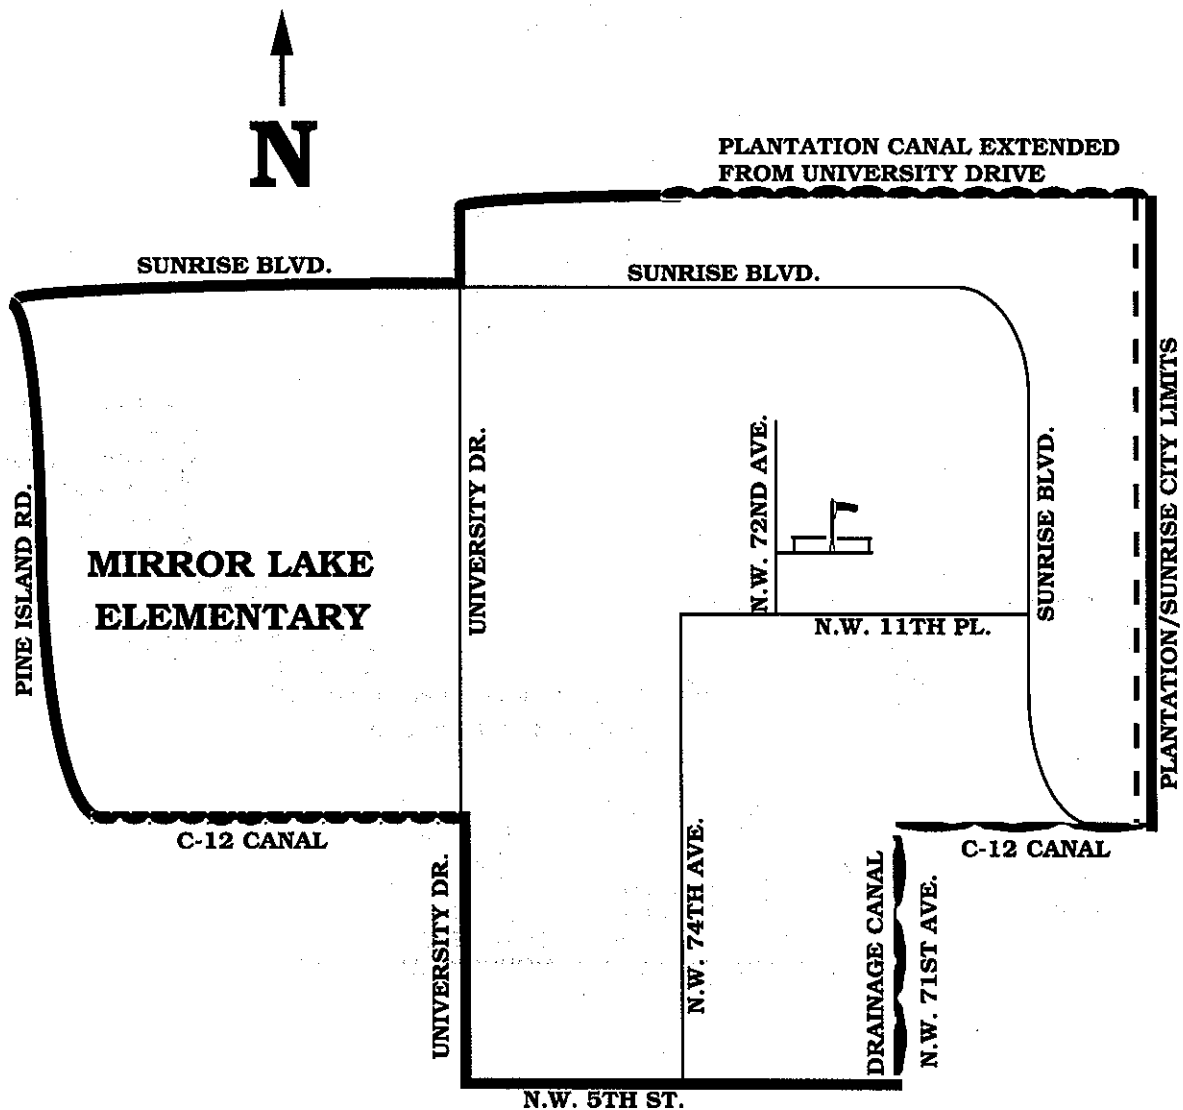 N
PLANTATION CANAL EXTENDED
FROM UNIVERSITY DRIVE
SUNRISE BLVD.
SUNRISE BLVD.
PINE ISLAND RD.
MIRROR LAKE
ELEMENTARY
UNIVERSITY DR.
N.W. 72ND AVE.
SUNRISE BLVD.
PLANTATION/SUNRISE CITY LIMITS
N.W. 11TH PL.
C-12 CANAL
C-12 CANAL
UNIVERSITY DR.
N.W. 74TH AVE.
DRAINAGE CANAL
N.W. 71ST AVE.
N.W. 5TH ST.